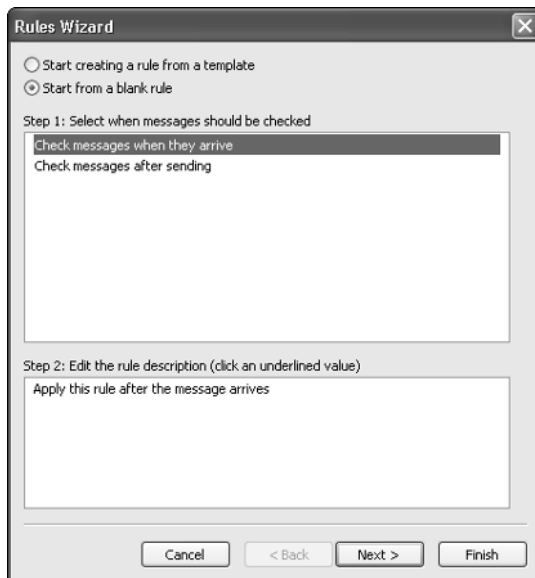 Rules Wizard
Start creating a rule from a template
Start from a blank rule
Step 1: Select when messages should be checked
Check messages when they arrive
Check messages after sending
Step 2: Edit the rule description (click an underlined value)
Apply this rule after the message arrives
Cancel < Back Next > Finish